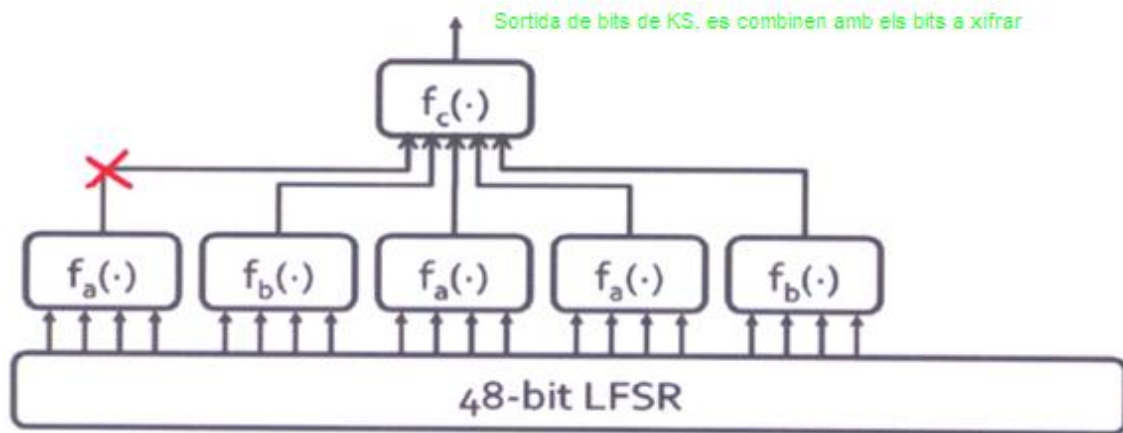 Sortida de bits de KS, es combinen amb els bits a xifrar
f_c(·)
f_a(·) f_b(·) f_a(·) f_a(·) f_b(·)
48-bit LFSR